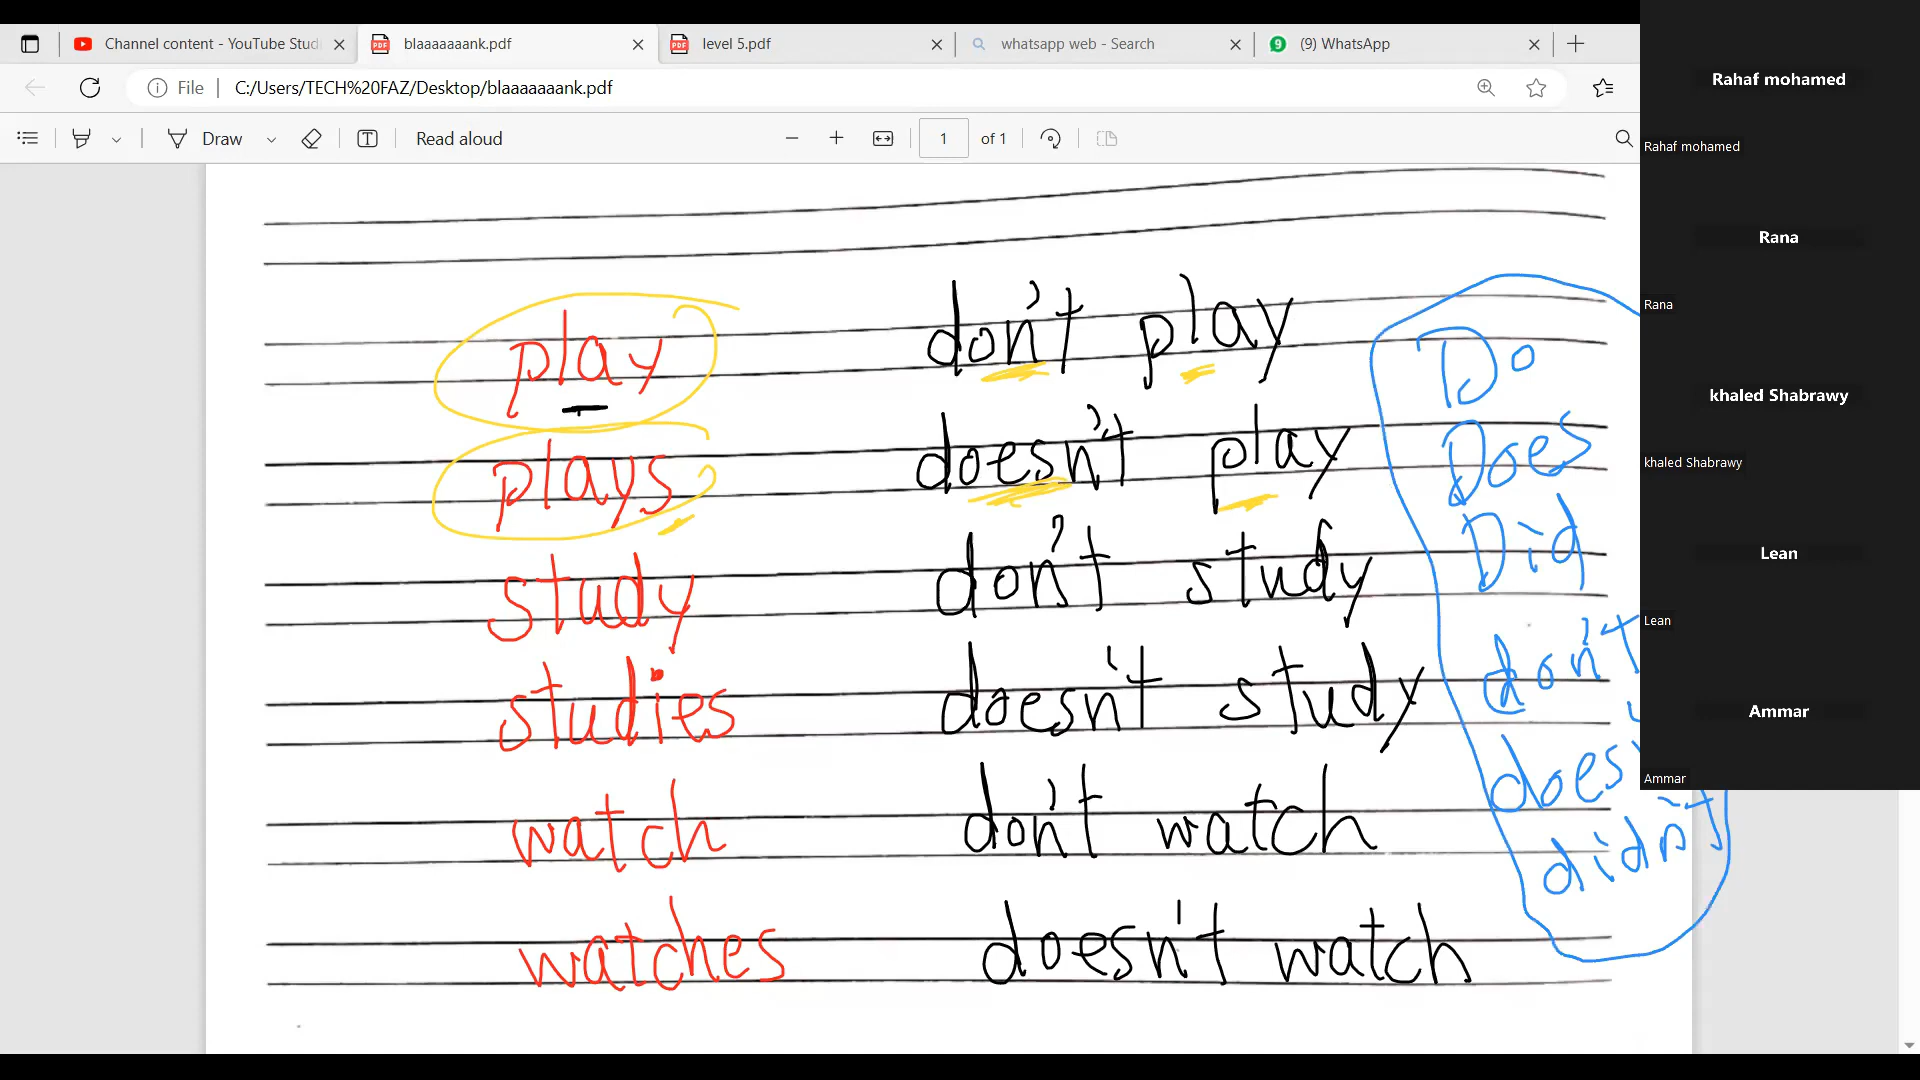 Channel content - YouTube Stud
blaaaaaaank.pdf
level 5.pdf
whatsapp web - Search
(9) WhatsApp
File
C:/Users/TECH%20FAZ/Desktop/blaaaaaaank.pdf
Draw
Read aloud
1 of 1
play don't play
plays doesn't play
study don't study
studies doesn't study
watch don't watch
watches doesn't watch
Do
Does
Did
don't
does
didn't
Rahaf mohamed
Rahaf mohamed
Rana
Rana
khaled Shabrawy
khaled Shabrawy
Lean
Lean
Ammar
Ammar